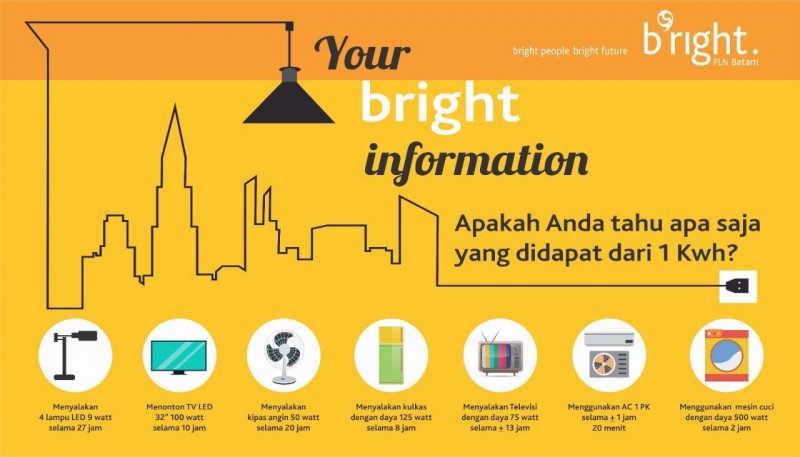 Your
bright
information
bright people bright future
b'right.
PLN Batam
Apakah Anda tahu apa saja
yang didapat dari 1 Kwh?
Menyalakan
4 lampu LED 9 watt
selama 27 jam
Menonton TV LED
32" 100 watt
selama 10 jam
Menyalakan
kipas angin 50 watt
selama 20 jam
Menyalakan kulkas
dengan daya 125 watt
selama 8 jam
Menyalakan Televisi
dengan daya 75 watt
selama ± 13 jam
Menggunakan AC 1 PK
selama ± 1 jam
20 menit
Menggunakan mesin cuci
dengan daya 500 watt
selama 2 jam